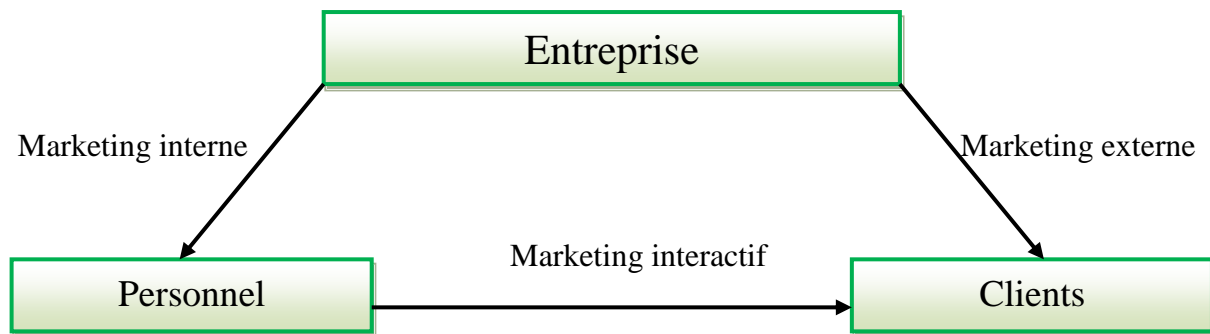 Entreprise
Marketing interne
Marketing externe
Marketing interactif
Personnel
Clients